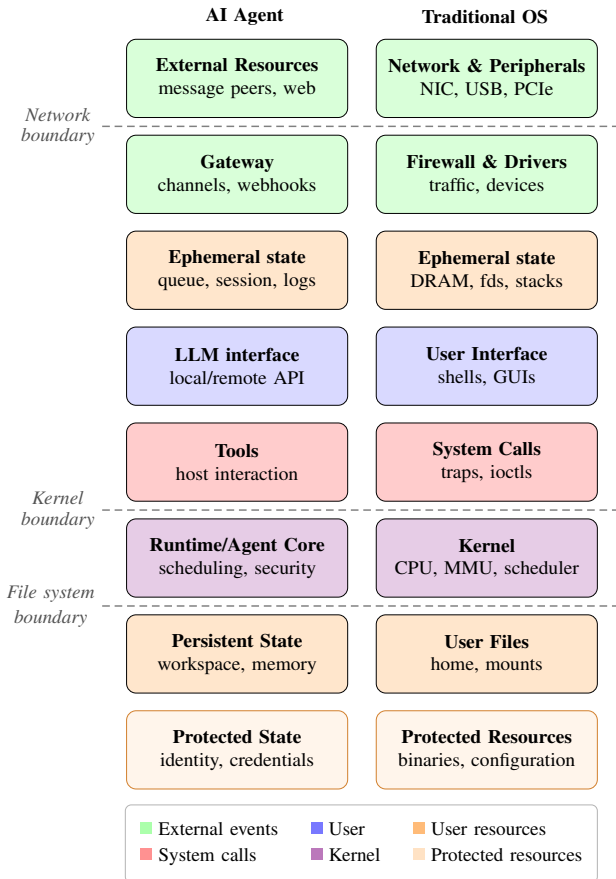 AI Agent
Traditional OS
External Resources
message peers, web
Network & Peripherals
NIC, USB, PCIe
Network
boundary
Gateway
channels, webhooks
Firewall & Drivers
traffic, devices
Ephemeral state
queue, session, logs
Ephemeral state
DRAM, fds, stacks
LLM interface
local/remote API
User Interface
shells, GUIs
Tools
host interaction
System Calls
traps, ioctls
Kernel
boundary
Runtime/Agent Core
scheduling, security
Kernel
CPU, MMU, scheduler
File system
boundary
Persistent State
workspace, memory
User Files
home, mounts
Protected State
identity, credentials
Protected Resources
binaries, configuration
External events
User
User resources
System calls
Kernel
Protected resources